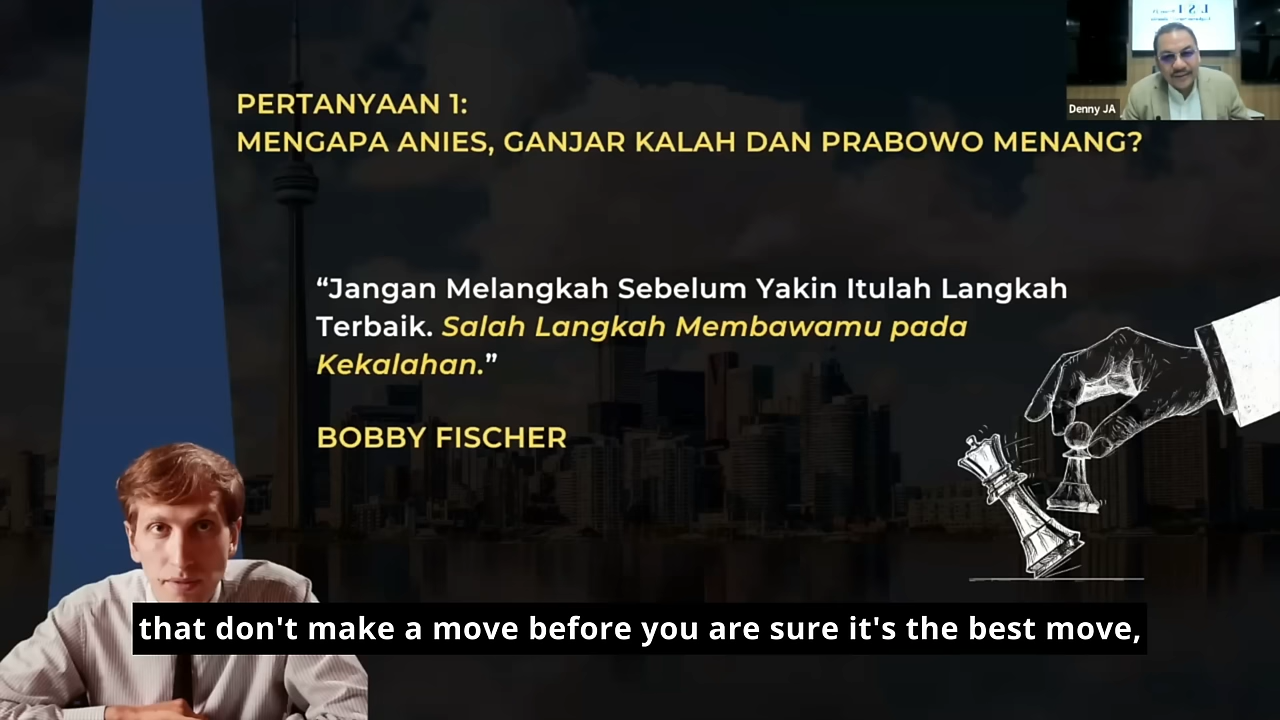 PERTANYAAN 1:
MENGAPA ANIES, GANJAR KALAH DAN PRABOWO MENANG?
Denny JA
“Jangan Melangkah Sebelum Yakin Itulah Langkah
Terbaik. Salah Langkah Membawamu pada
Kekalahan.”
BOBBY FISCHER
that don't make a move before you are sure it's the best move,